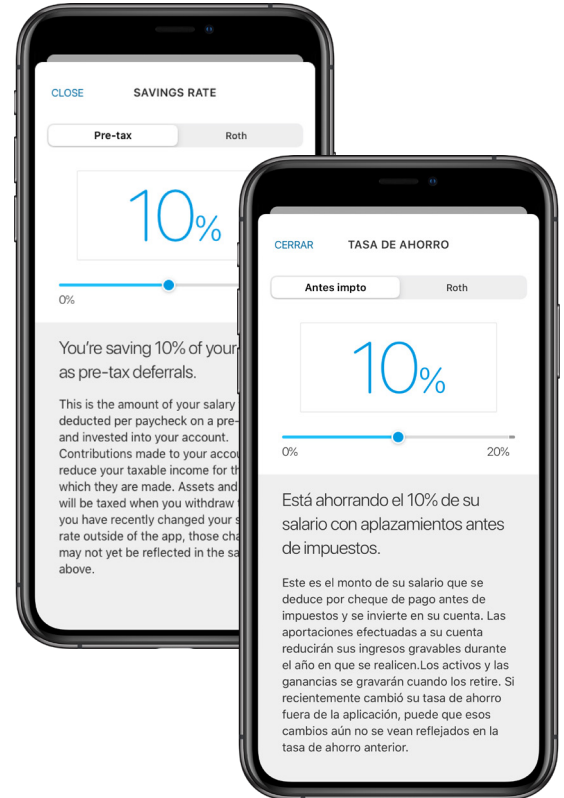 CLOSE SAVINGS RATE
Pre-tax Roth
10%
0%
You're saving 10% of your
as pre-tax deferrals.
This is the amount of your salary
deducted per paycheck on a pre-
and invested into your account.
Contributions made to your
reduce your taxable income for
which they are made. Assets and
will be taxed when you withdraw
you have recently changed your
rate outside of the app, those
may not yet be reflected in the
above.
CERRAR TASA DE AHORRO
Antes impto Roth
10%
0% 20%
Está ahorrando el 10% de su
salario con aplazamientos antes
de impuestos.
Este es el monto de su salario que se
deduce por cheque de pago antes de
impuestos y se invierte en su cuenta. Las
aportaciones efectuadas a su cuenta
reducirán sus ingresos gravables durante
el año en que se realicen.Los activos y las
ganancias se gravarán cuando los retire. Si
recientemente cambió su tasa de ahorro
fuera de la aplicación, puede que esos
cambios aún no se vean reflejados en la
tasa de ahorro anterior.